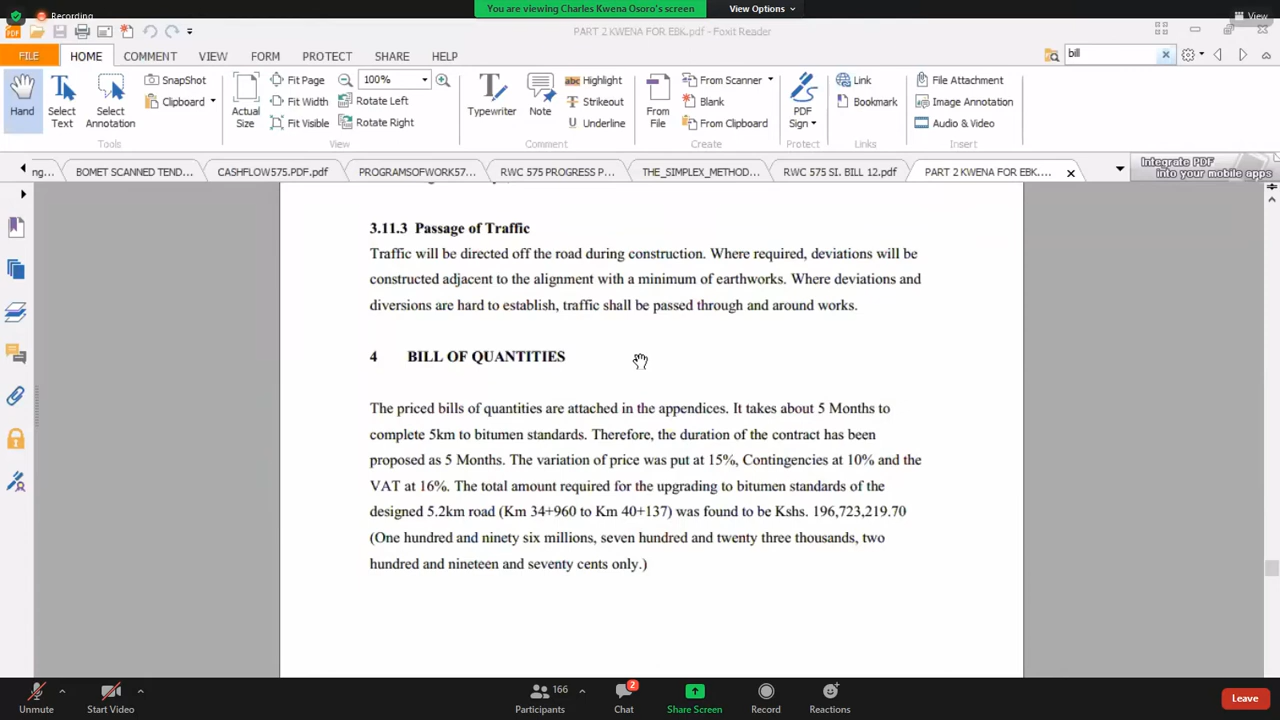 Recording
You are viewing Charles Kwena Osoro's screen
View Options
View
PART 2 KWENA FOR EBK.pdf - Foxit Reader
FILE HOME COMMENT VIEW FORM PROTECT SHARE HELP
bill
Hand
Select Text
Select Annotation
SnapShot
Clipboard
Tools
Actual Size
Fit Page
Fit Width
Fit Visible
100%
Rotate Left
Rotate Right
View
Typewriter
Note
Highlight
Strikeout
Underline
Comment
From File
From Scanner
Blank
From Clipboard
Create
PDF Sign
Protect
Link
Bookmark
Links
File Attachment
Image Annotation
Audio & Video
Insert
ng... BOMET SCANNED TEND... CASHFLOW575.PDF.pdf PROGRAMSOFWORK57... RWC 575 PROGRESS P... THE_SIMPLEX_METHOD... RWC 575 SI. BILL 12.pdf PART 2 KWENA FOR EBK....
Integrate PDF
into your mobile apps
3.11.3 Passage of Traffic
Traffic will be directed off the road during construction. Where required, deviations will be
constructed adjacent to the alignment with a minimum of earthworks. Where deviations and
diversions are hard to establish, traffic shall be passed through and around works.
4 BILL OF QUANTITIES
The priced bills of quantities are attached in the appendices. It takes about 5 Months to
complete 5km to bitumen standards. Therefore, the duration of the contract has been
proposed as 5 Months. The variation of price was put at 15%, Contingencies at 10% and the
VAT at 16%. The total amount required for the upgrading to bitumen standards of the
designed 5.2km road (Km 34+960 to Km 40+137) was found to be Kshs. 196,723,219.70
(One hundred and ninety six millions, seven hundred and twenty three thousands, two
hundred and nineteen and seventy cents only.)
Unmute
Start Video
166
Participants
2
Chat
Share Screen
Record
Reactions
Leave